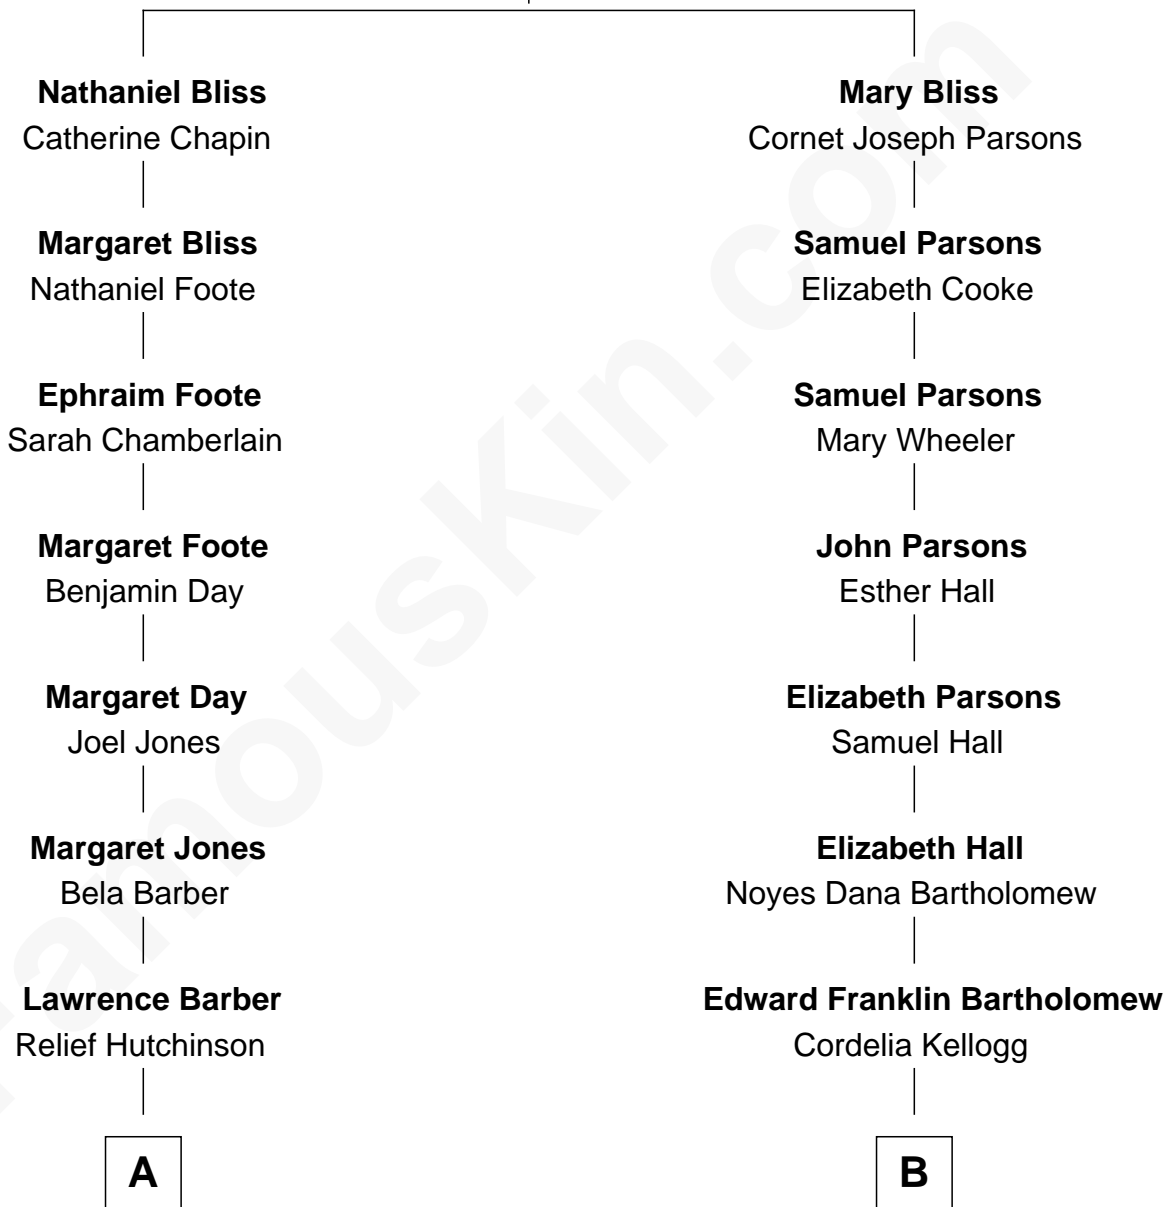 Nathaniel Bliss
Catherine Chapin
Margaret Bliss
Nathaniel Foote
Ephraim Foote
Sarah Chamberlain
Margaret Foote
Benjamin Day
Margaret Day
Joel Jones
Margaret Jones
Bela Barber
Lawrence Barber
Relief Hutchinson
A
Mary Bliss
Cornet Joseph Parsons
Samuel Parsons
Elizabeth Cooke
Samuel Parsons
Mary Wheeler
John Parsons
Esther Hall
Elizabeth Parsons
Samuel Hall
Elizabeth Hall
Noyes Dana Bartholomew
Edward Franklin Bartholomew
Cordelia Kellogg
B
FamousKin.com